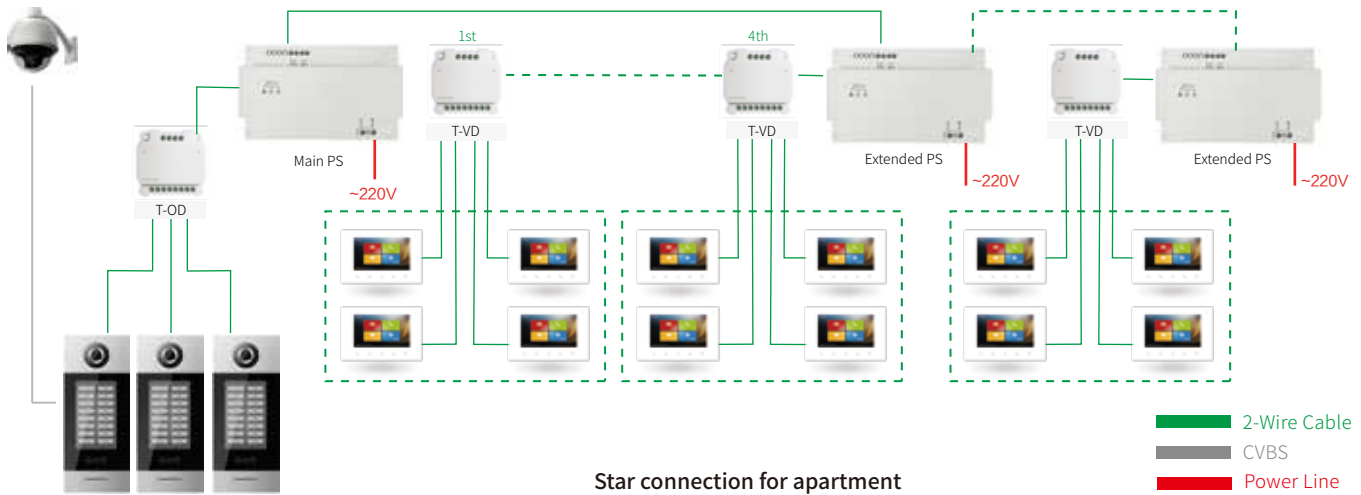 1st
4th
T-VD
T-VD
T-VD
Main PS
Extended PS
Extended PS
~220V
~220V
~220V
T-OD
2-Wire Cable
CVBS
Power Line
Star connection for apartment